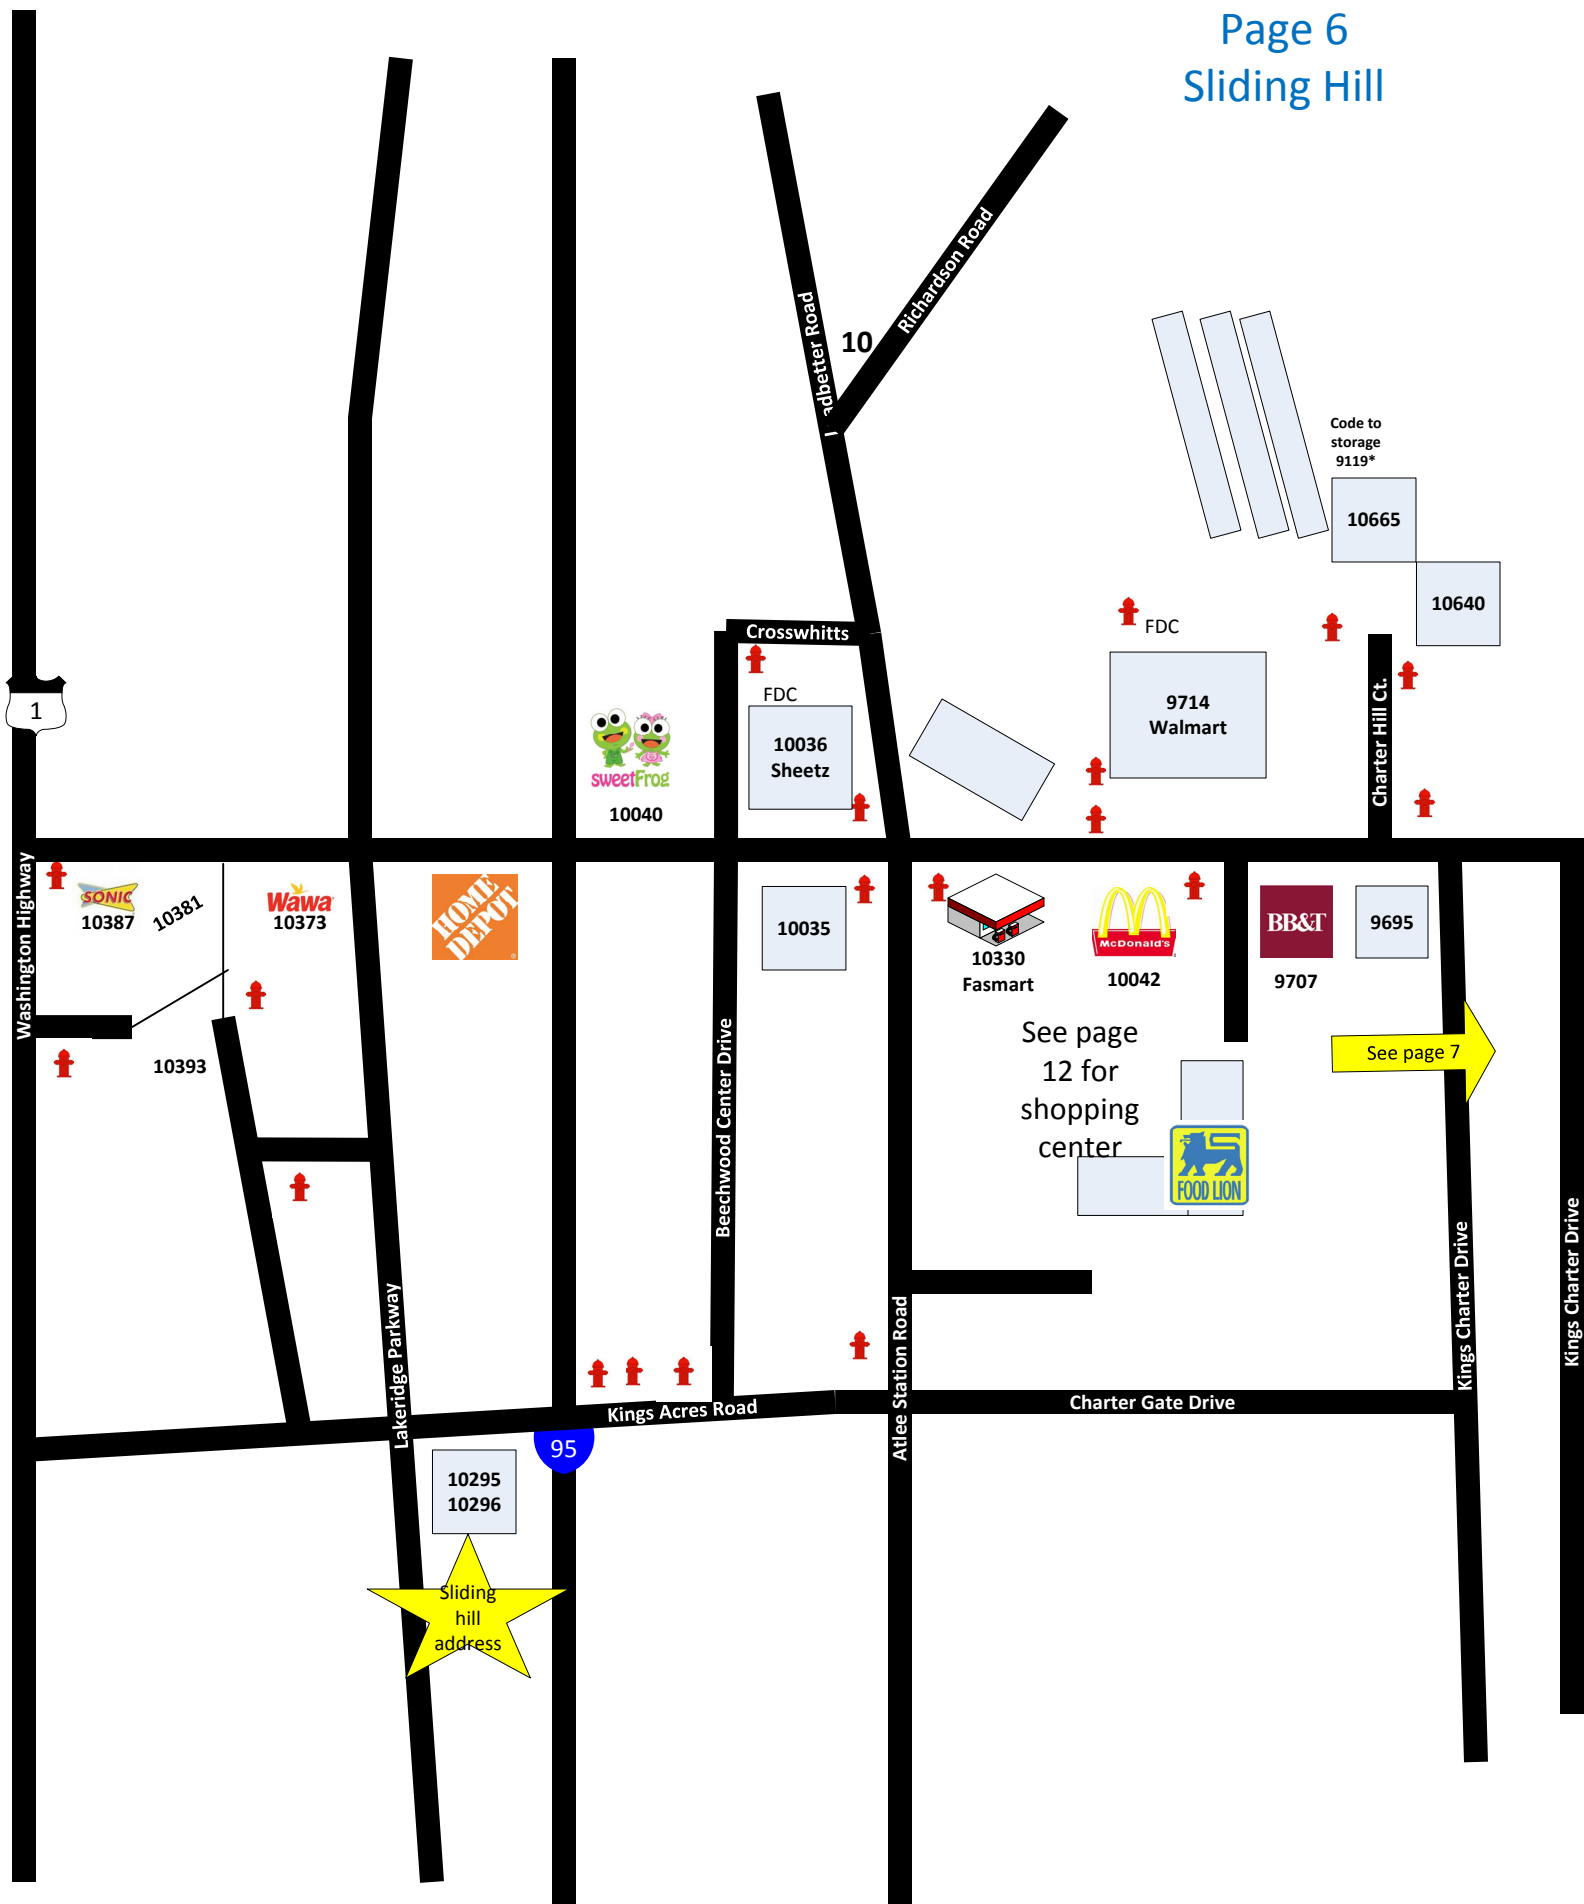 Page 6
Sliding Hill
Richardson Road
10
Code to
storage
9119*
10665
10640
Crosswhitts
FDC
FDC
1
9714
Walmart
Charter Hill Ct.
10036
Sheetz
sweetFrog
10040
Washington Highway
SONIC
10387
10381
Wawa
10373
HOME
DEPOT
10035
10330
Fasmart
McDonald's
10042
BB&T
9707
9695
10393
See page
12 for
shopping
center
See page 7
Beechwood Center Drive
FOOD LION
Lakeridge Parkway
Kings Acres Road
Atlee Station Road
Charter Gate Drive
Kings Charter Drive
Kings Charter Drive
95
10295
10296
Sliding
hill
address